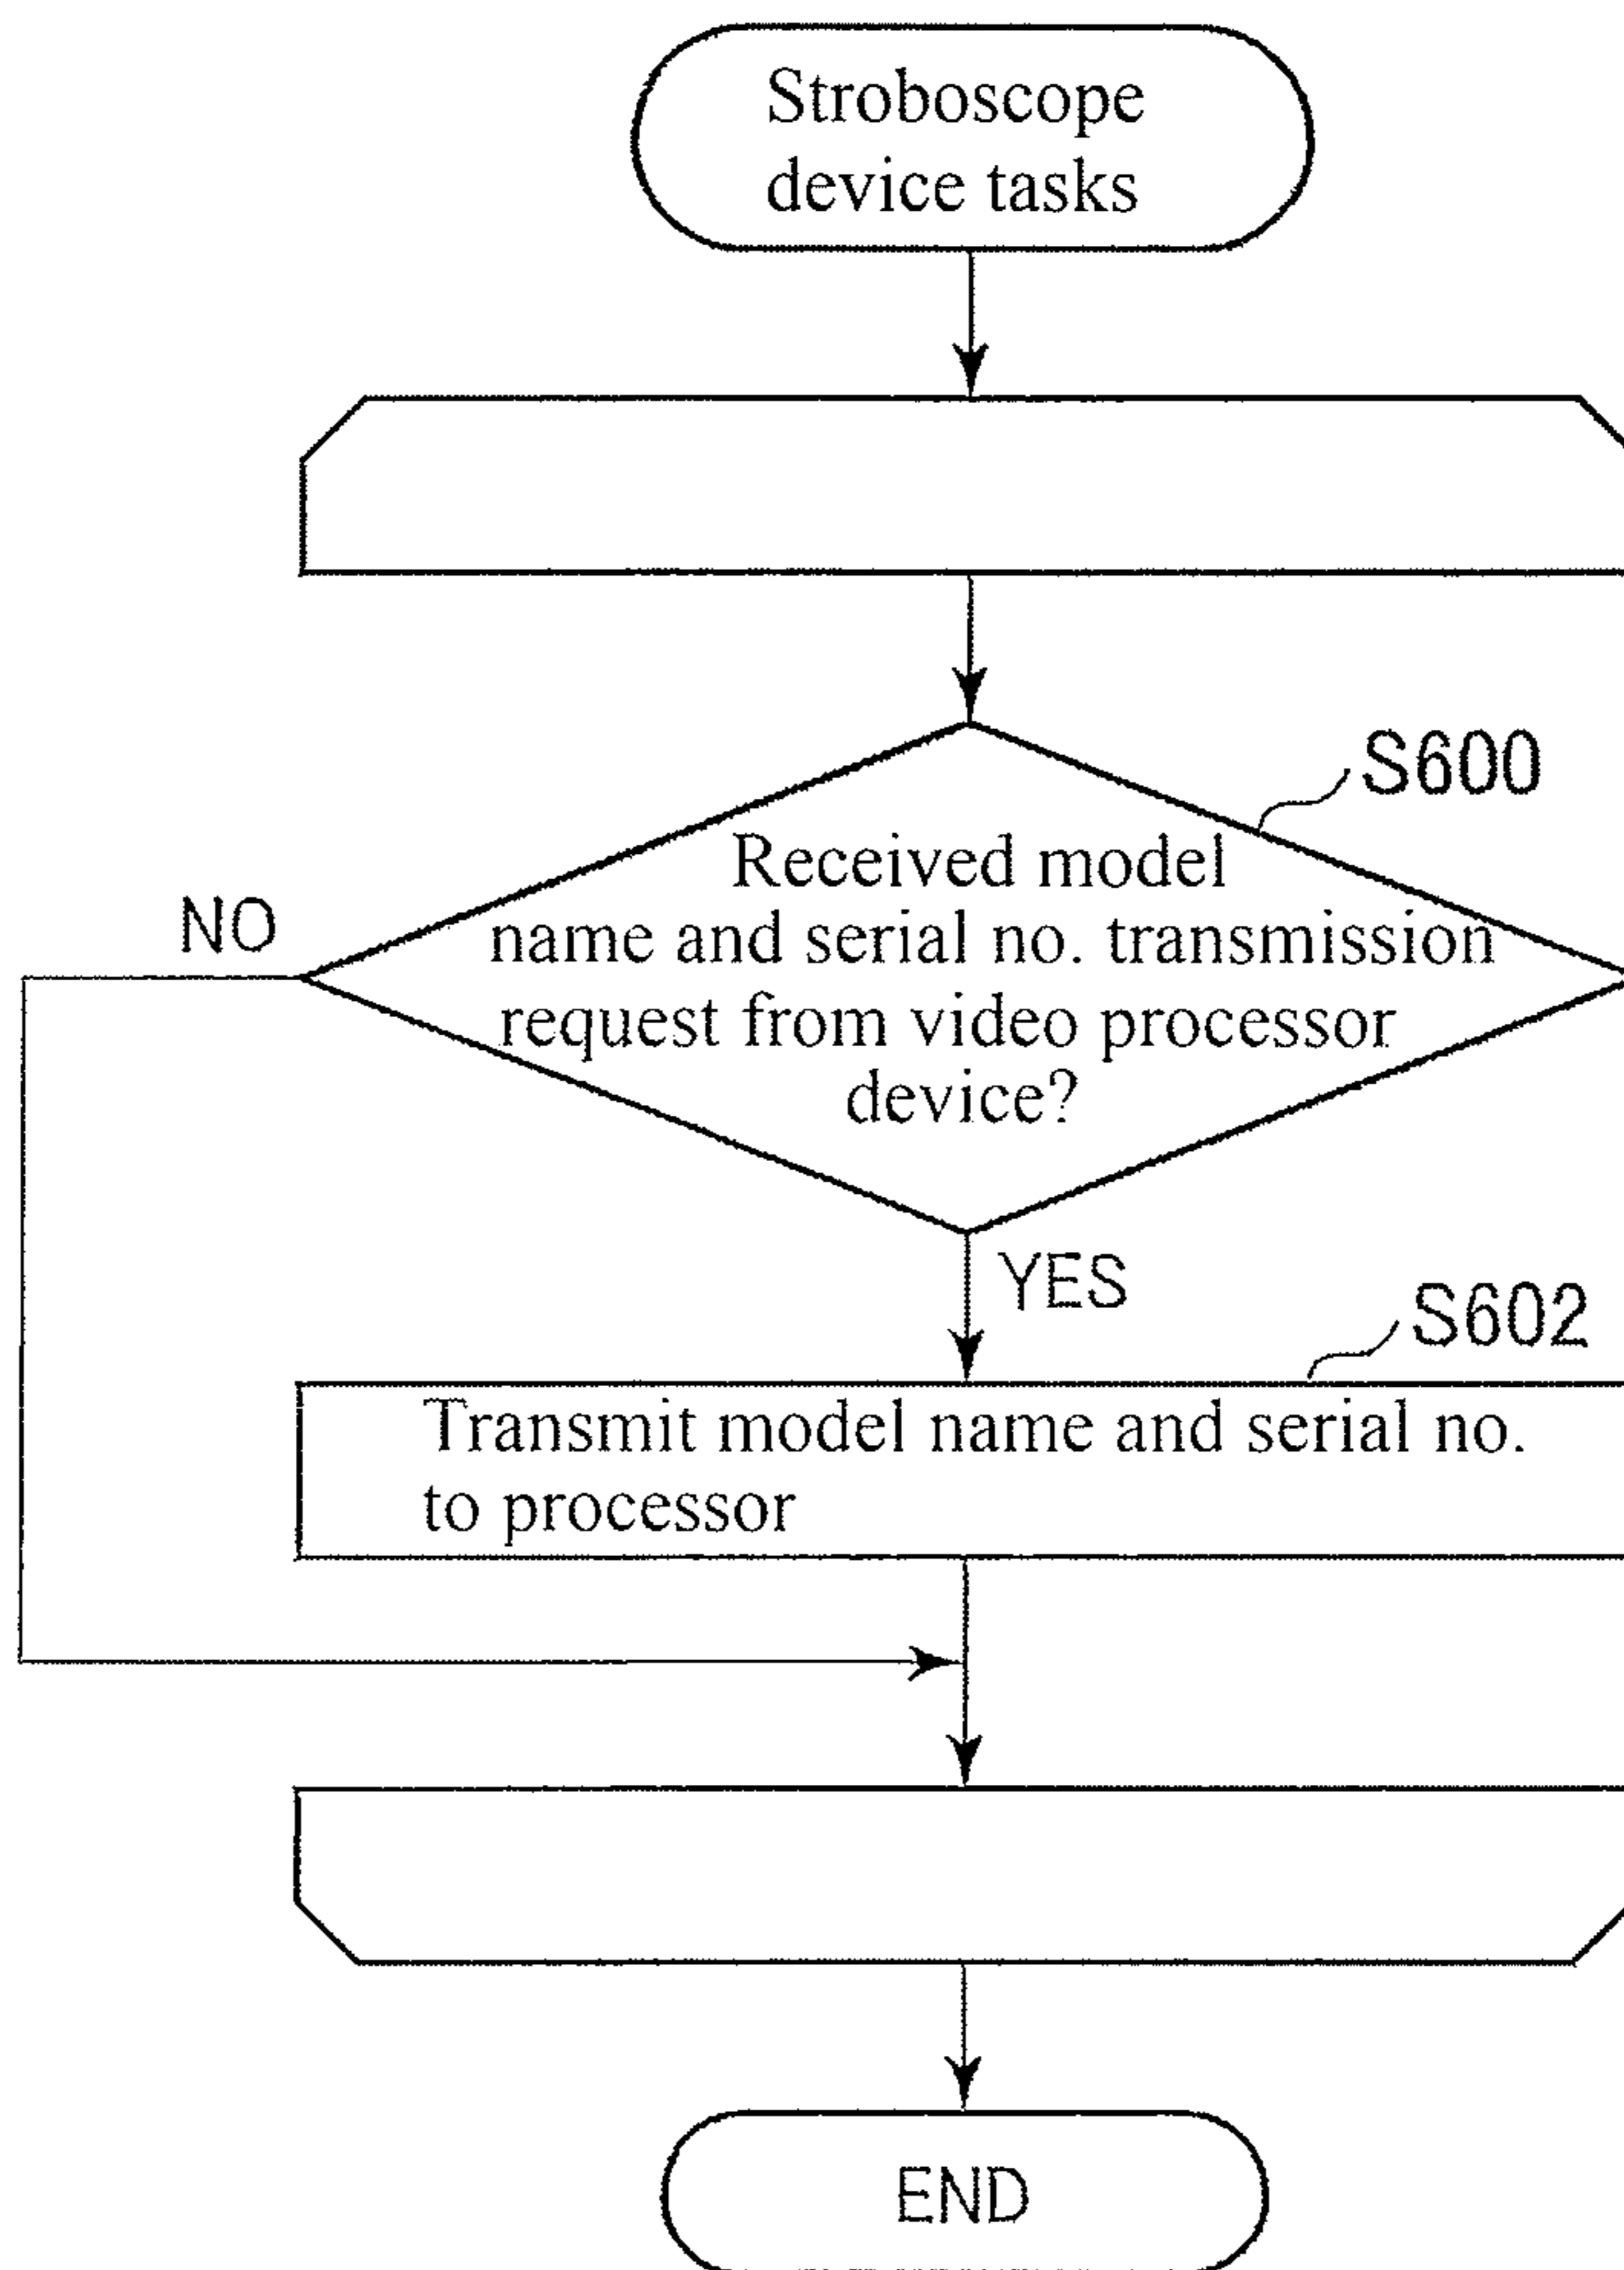 Stroboscope
device tasks
S600
Received model
name and serial no. transmission
request from video processor
device?
NO
YES
S602
Transmit model name and serial no.
to processor
END